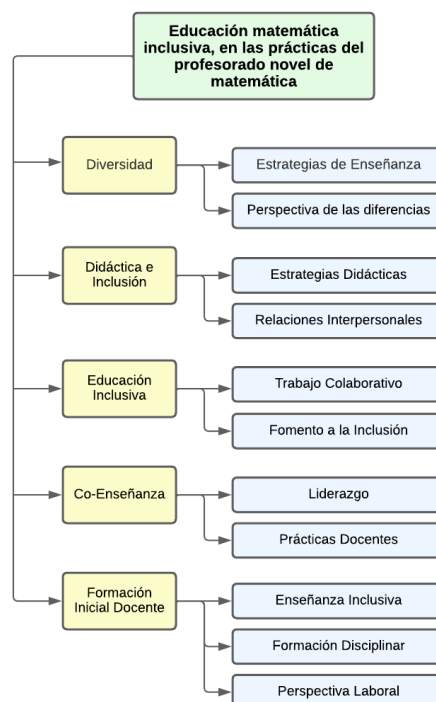 Educación matemática
inclusiva, en las prácticas del
profesorado novel de
matemática
Diversidad
Estrategias de Enseñanza
Perspectiva de las diferencias
Didáctica e
Inclusión
Estrategias Didácticas
Relaciones Interpersonales
Educación
Inclusiva
Trabajo Colaborativo
Fomento a la Inclusión
Co-Enseñanza
Liderazgo
Prácticas Docentes
Formación
Inicial Docente
Enseñanza Inclusiva
Formación Disciplinar
Perspectiva Laboral